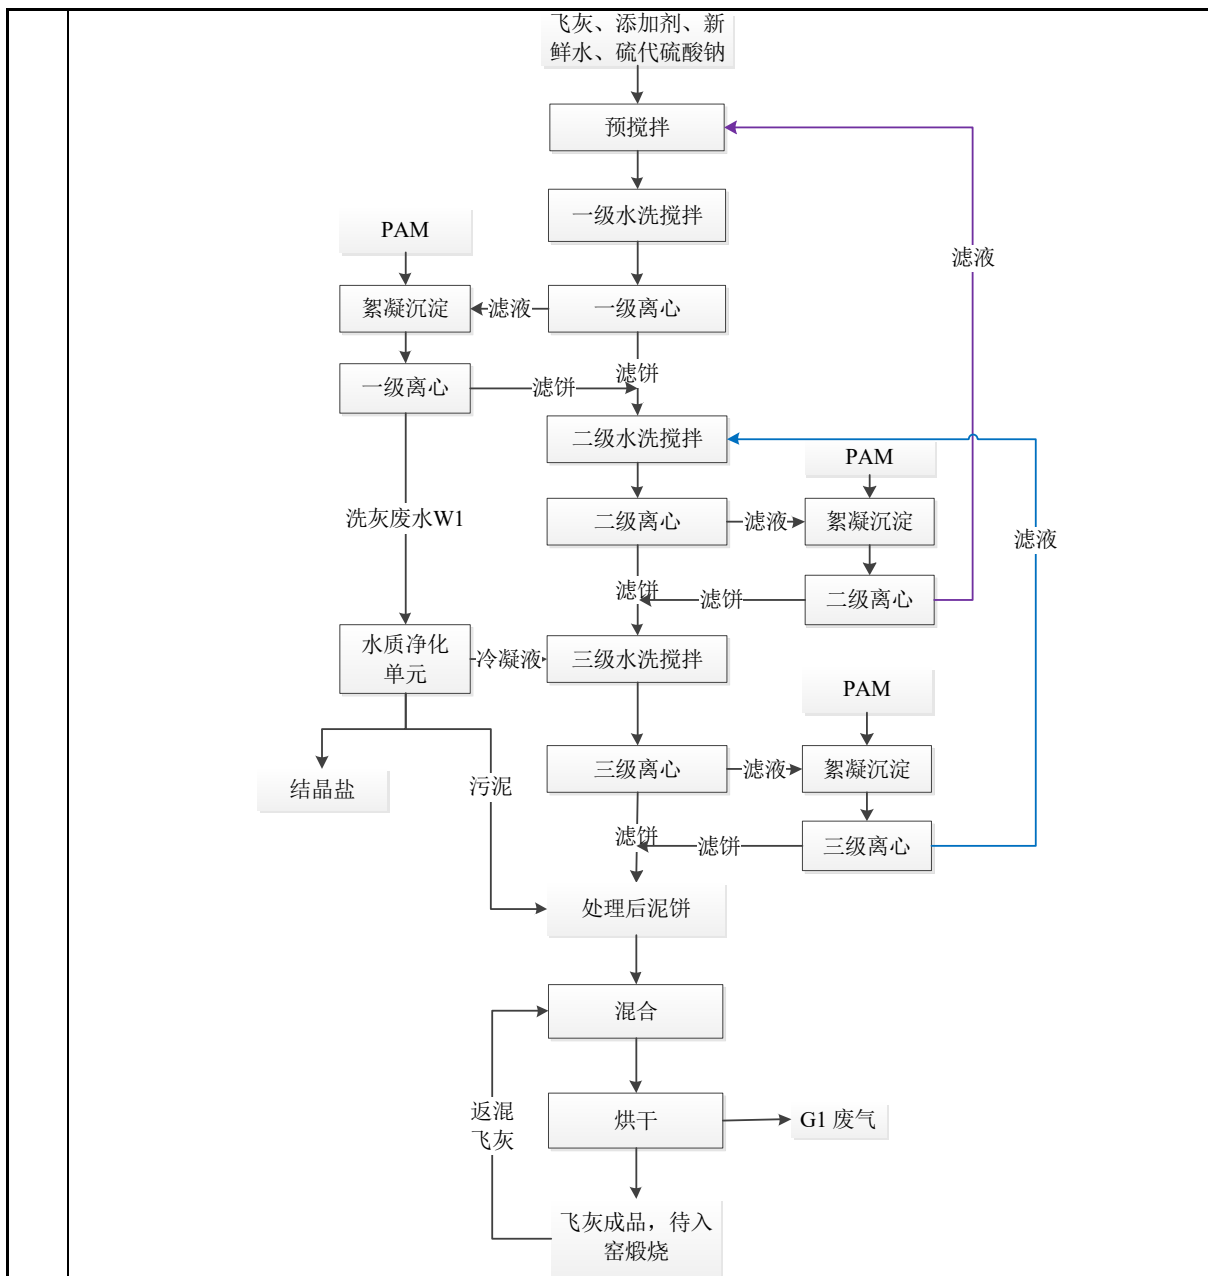 飞灰、添加剂、新
鲜水、硫代硫酸钠
预搅拌
一级水洗搅拌
PAM
滤液
絮凝沉淀
滤液
一级离心
滤饼
一级离心
滤饼
二级水洗搅拌
PAM
洗灰废水W1
二级离心
滤液
絮凝沉淀
滤液
滤饼
滤饼
二级离心
水质净化
单元
冷凝液
三级水洗搅拌
PAM
结晶盐
污泥
三级离心
滤液
絮凝沉淀
滤饼
滤饼
三级离心
处理后泥饼
混合
返混
飞灰
烘干
G1 废气
飞灰成品，待入
窑煅烧